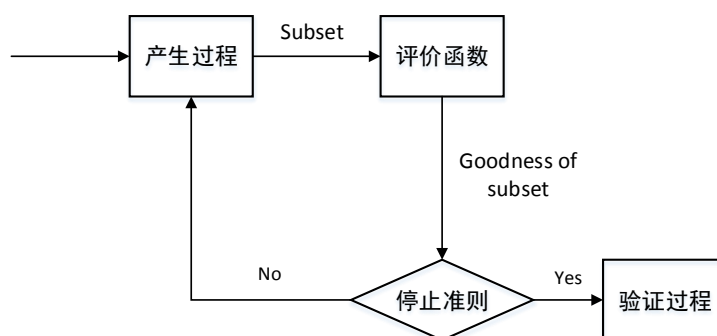 产生过程
Subset
评价函数
Goodness of
subset
No
停止准则
Yes
验证过程